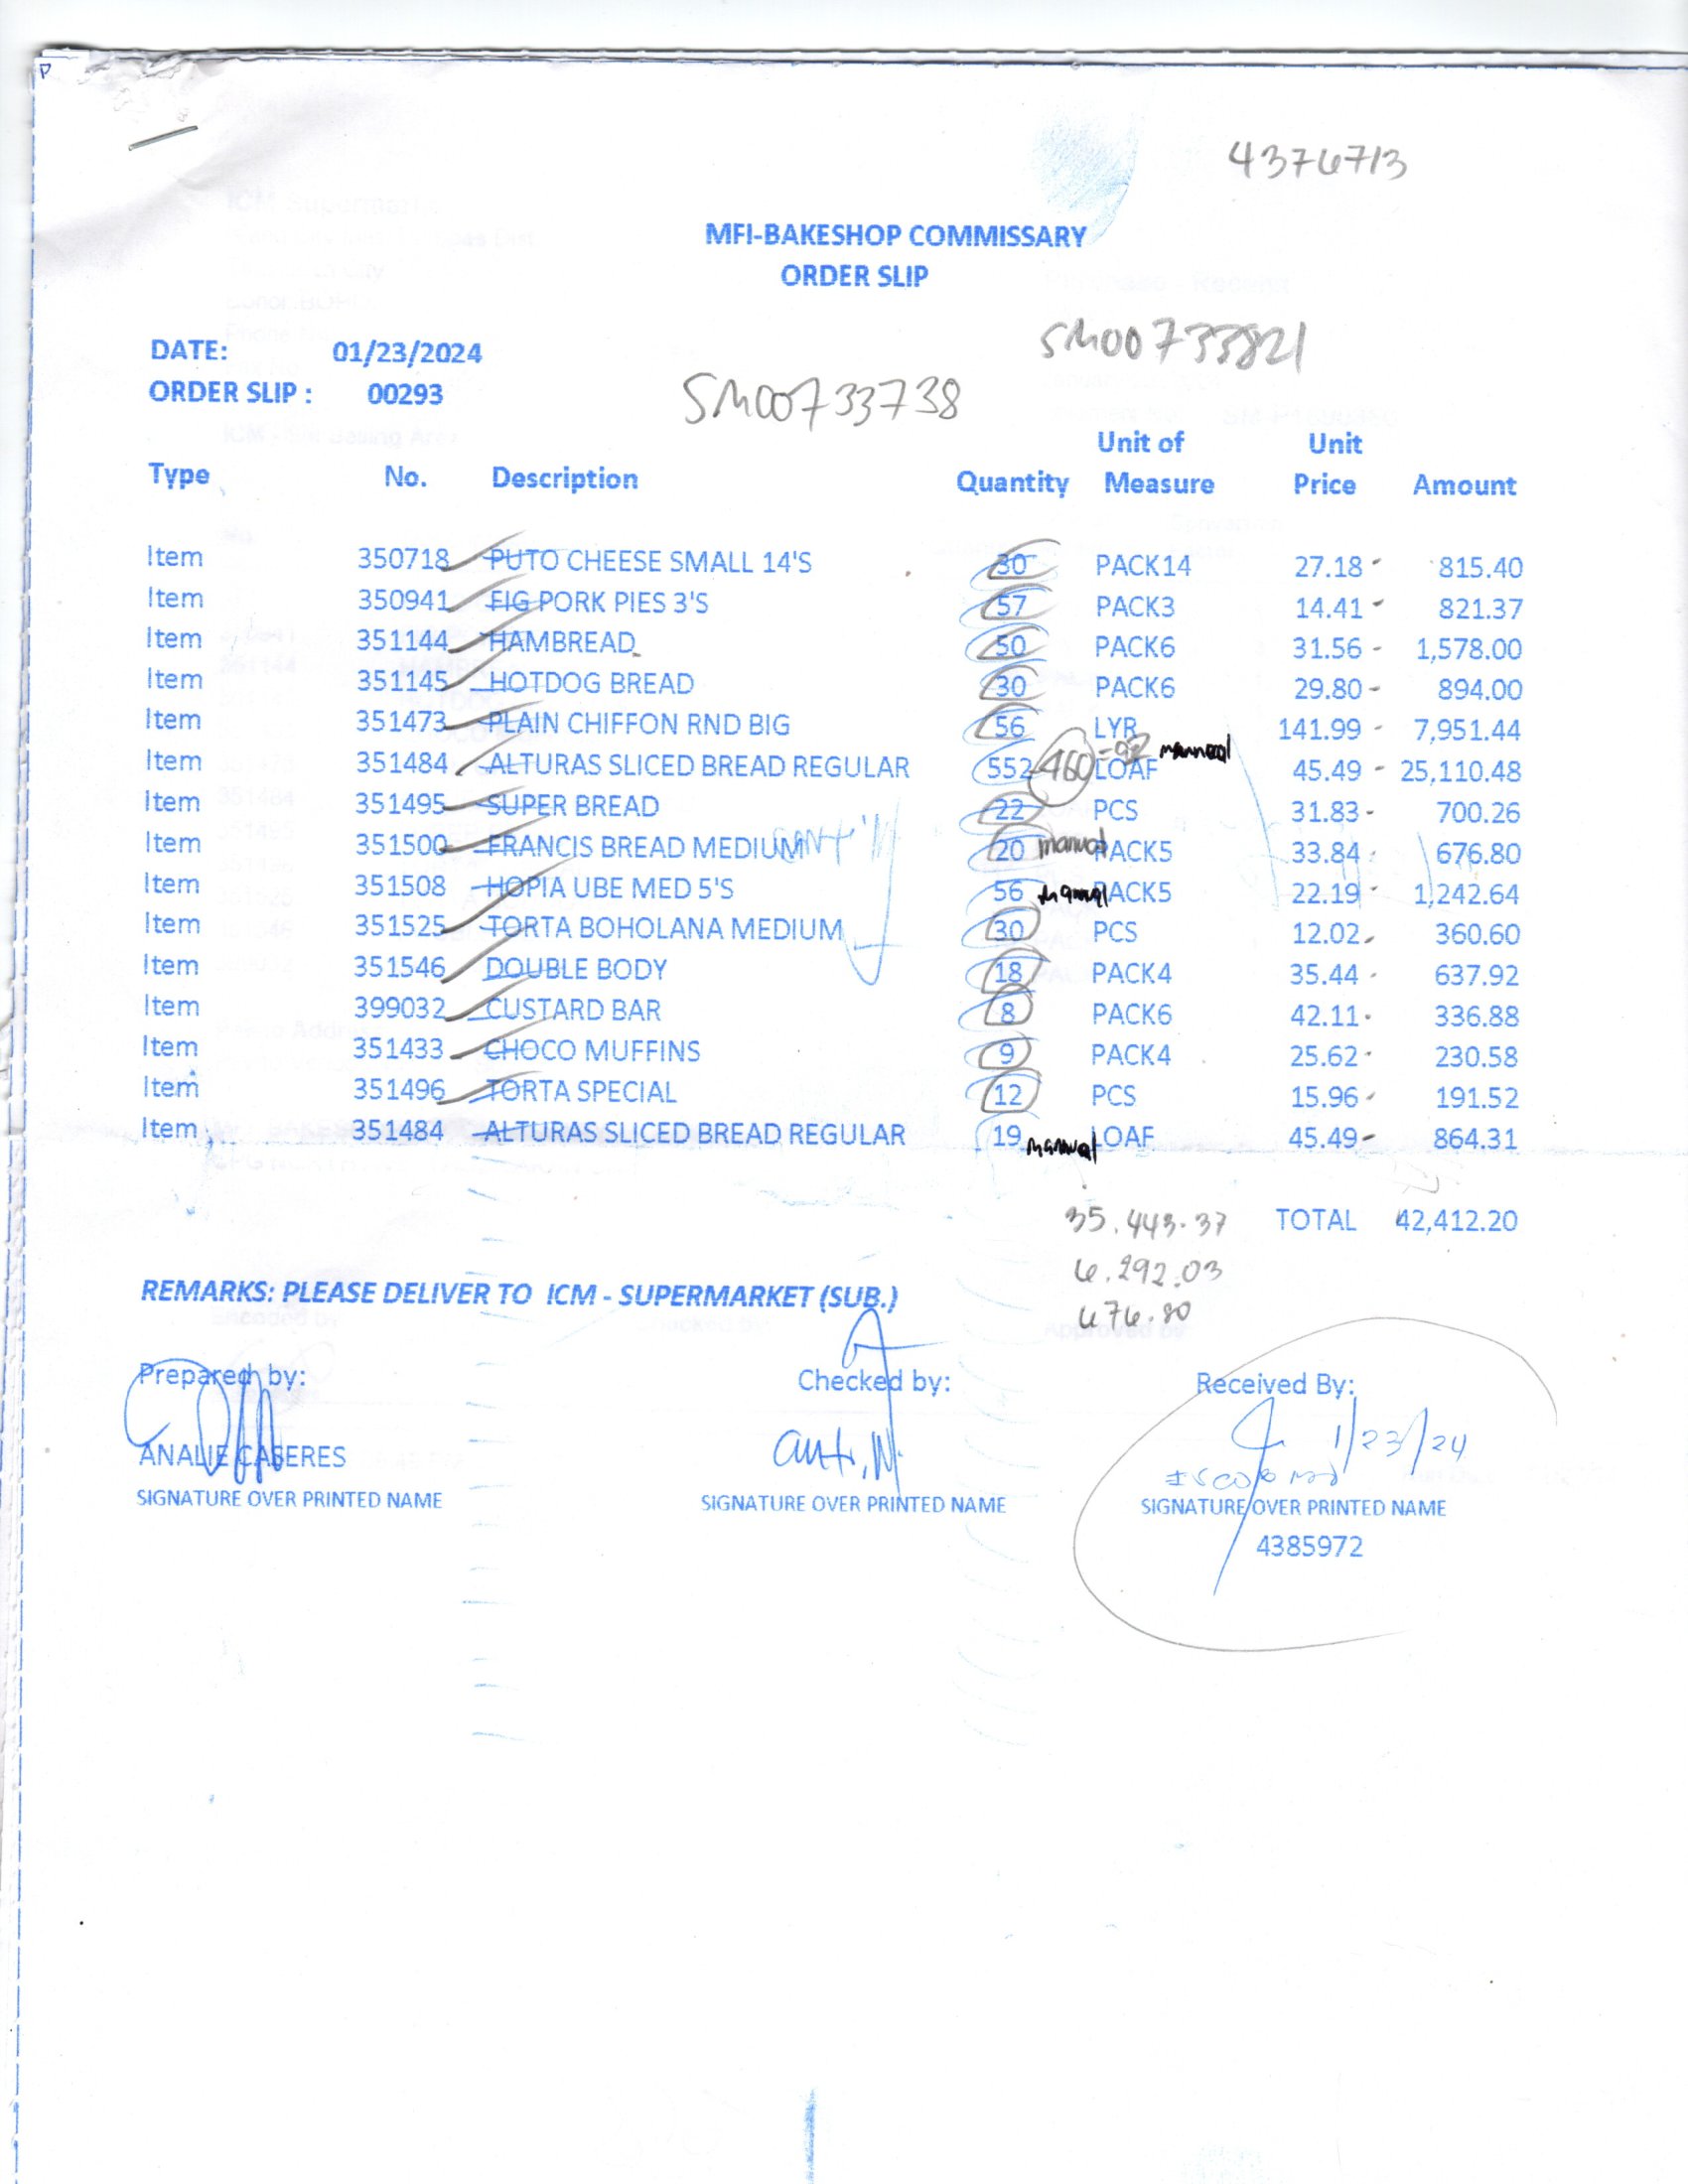 P
4376713
MFI-BAKESHOP COMMISSARY
ORDER SLIP
SM00733821
DATE: 01/23/2024
ORDER SLIP : 00293
SM00733738
Type No. Description Quantity Unit of Measure Unit Price Amount
Item 350718 PUTO CHEESE SMALL 14'S 30 PACK14 27.18 - 815.40
Item 350941 FIG PORK PIES 3'S 57 PACK3 14.41 - 821.37
Item 351144 HAMBREAD 50 PACK6 31.56 - 1,578.00
Item 351145 HOTDOG BREAD 30 PACK6 29.80 - 894.00
Item 351473 PLAIN CHIFFON RND BIG 56 LYR 141.99 - 7,951.44
Item 351484 ALTURAS SLICED BREAD REGULAR 552 - 460 = 92 manual LOAF 45.49 - 25,110.48
Item 351495 SUPER BREAD 22 PCS 31.83 - 700.26
Item 351500 FRANCIS BREAD MEDIUM 20 manual PACK5 33.84 - 676.80
Item 351508 HOPIA UBE MED 5'S 56 manual PACK5 22.19 - 1,242.64
Item 351525 TORTA BOHOLANA MEDIUM 30 PCS 12.02 - 360.60
Item 351546 DOUBLE BODY 18 PACK4 35.44 - 637.92
Item 399032 CUSTARD BAR 8 PACK6 42.11 - 336.88
Item 351433 CHOCO MUFFINS 9 PACK4 25.62 - 230.58
Item 351496 TORTA SPECIAL 12 PCS 15.96 - 191.52
Item 351484 ALTURAS SLICED BREAD REGULAR 19 manual LOAF 45.49 - 864.31
35,443.37 TOTAL 42,412.20
6,292.03
676.80
REMARKS: PLEASE DELIVER TO ICM - SUPERMARKET (SUB.)
Prepared by: Checked by: Received By:
1/23/24
ANALIE CASERES
SIGNATURE OVER PRINTED NAME SIGNATURE OVER PRINTED NAME SIGNATURE OVER PRINTED NAME
4385972